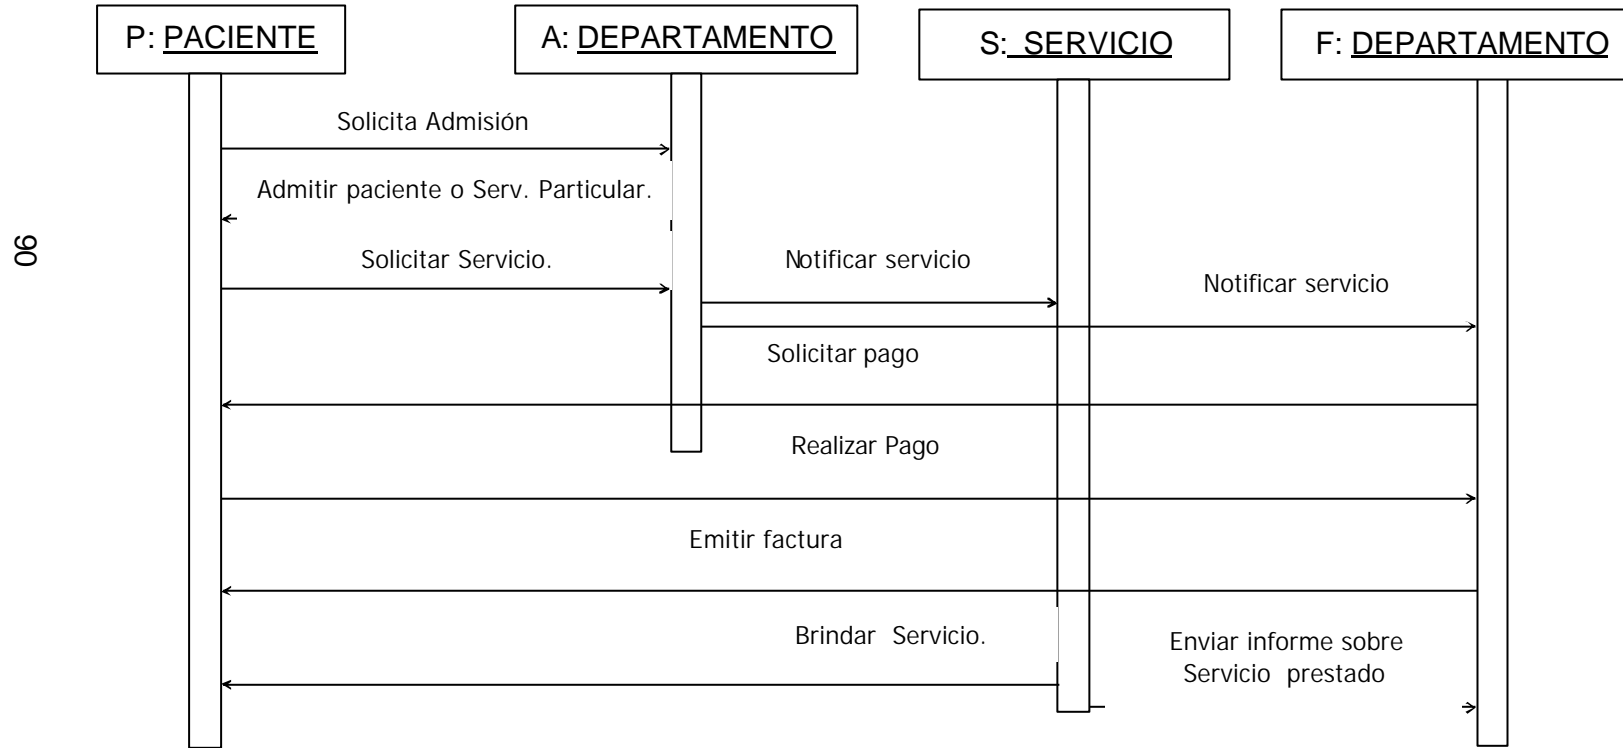 P: PACIENTE
A: DEPARTAMENTO
S: SERVICIO
F: DEPARTAMENTO
Solicita Admisión
Admitir paciente o Serv. Particular.
Solicitar Servicio.
Notificar servicio
Notificar servicio
Solicitar pago
Realizar Pago
Emitir factura
Brindar Servicio.
Enviar informe sobre
Servicio prestado
90